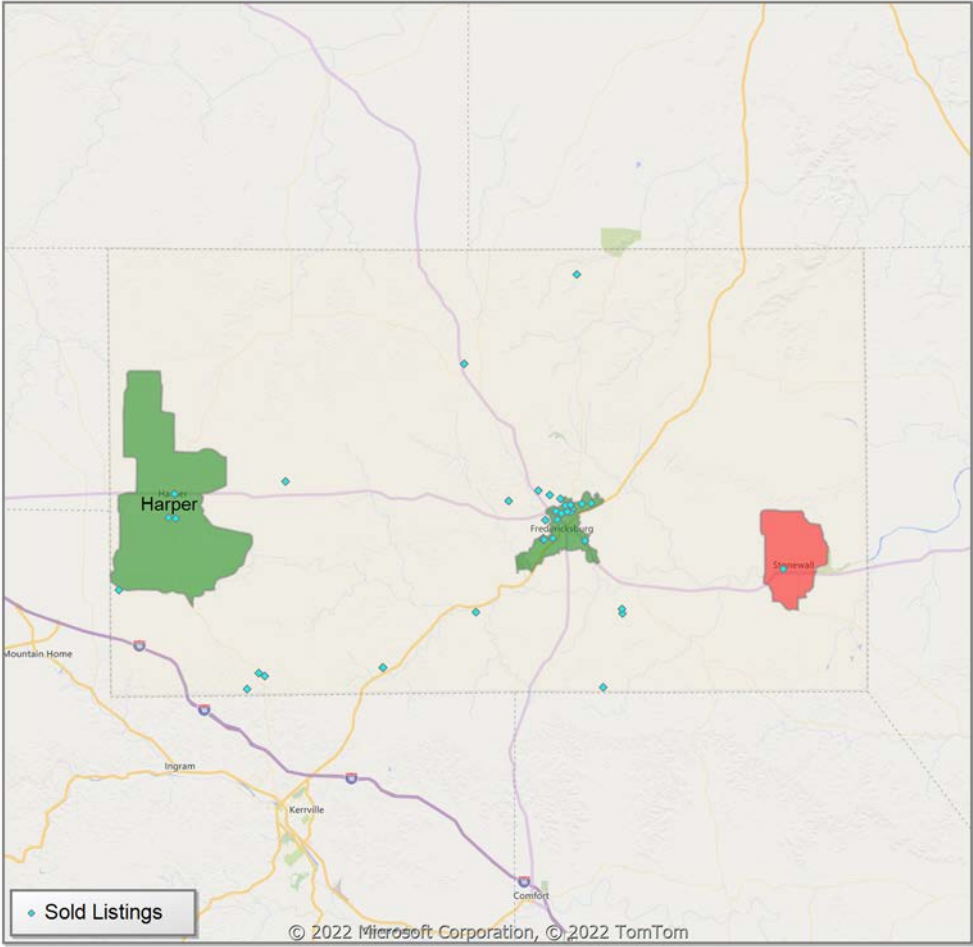 Harper
Harper
Fredericksburg
Stonewall
Mountain Home
Ingram
Kerrville
Comfort
Sold Listings
© 2022 Microsoft Corporation, © 2022 TomTom